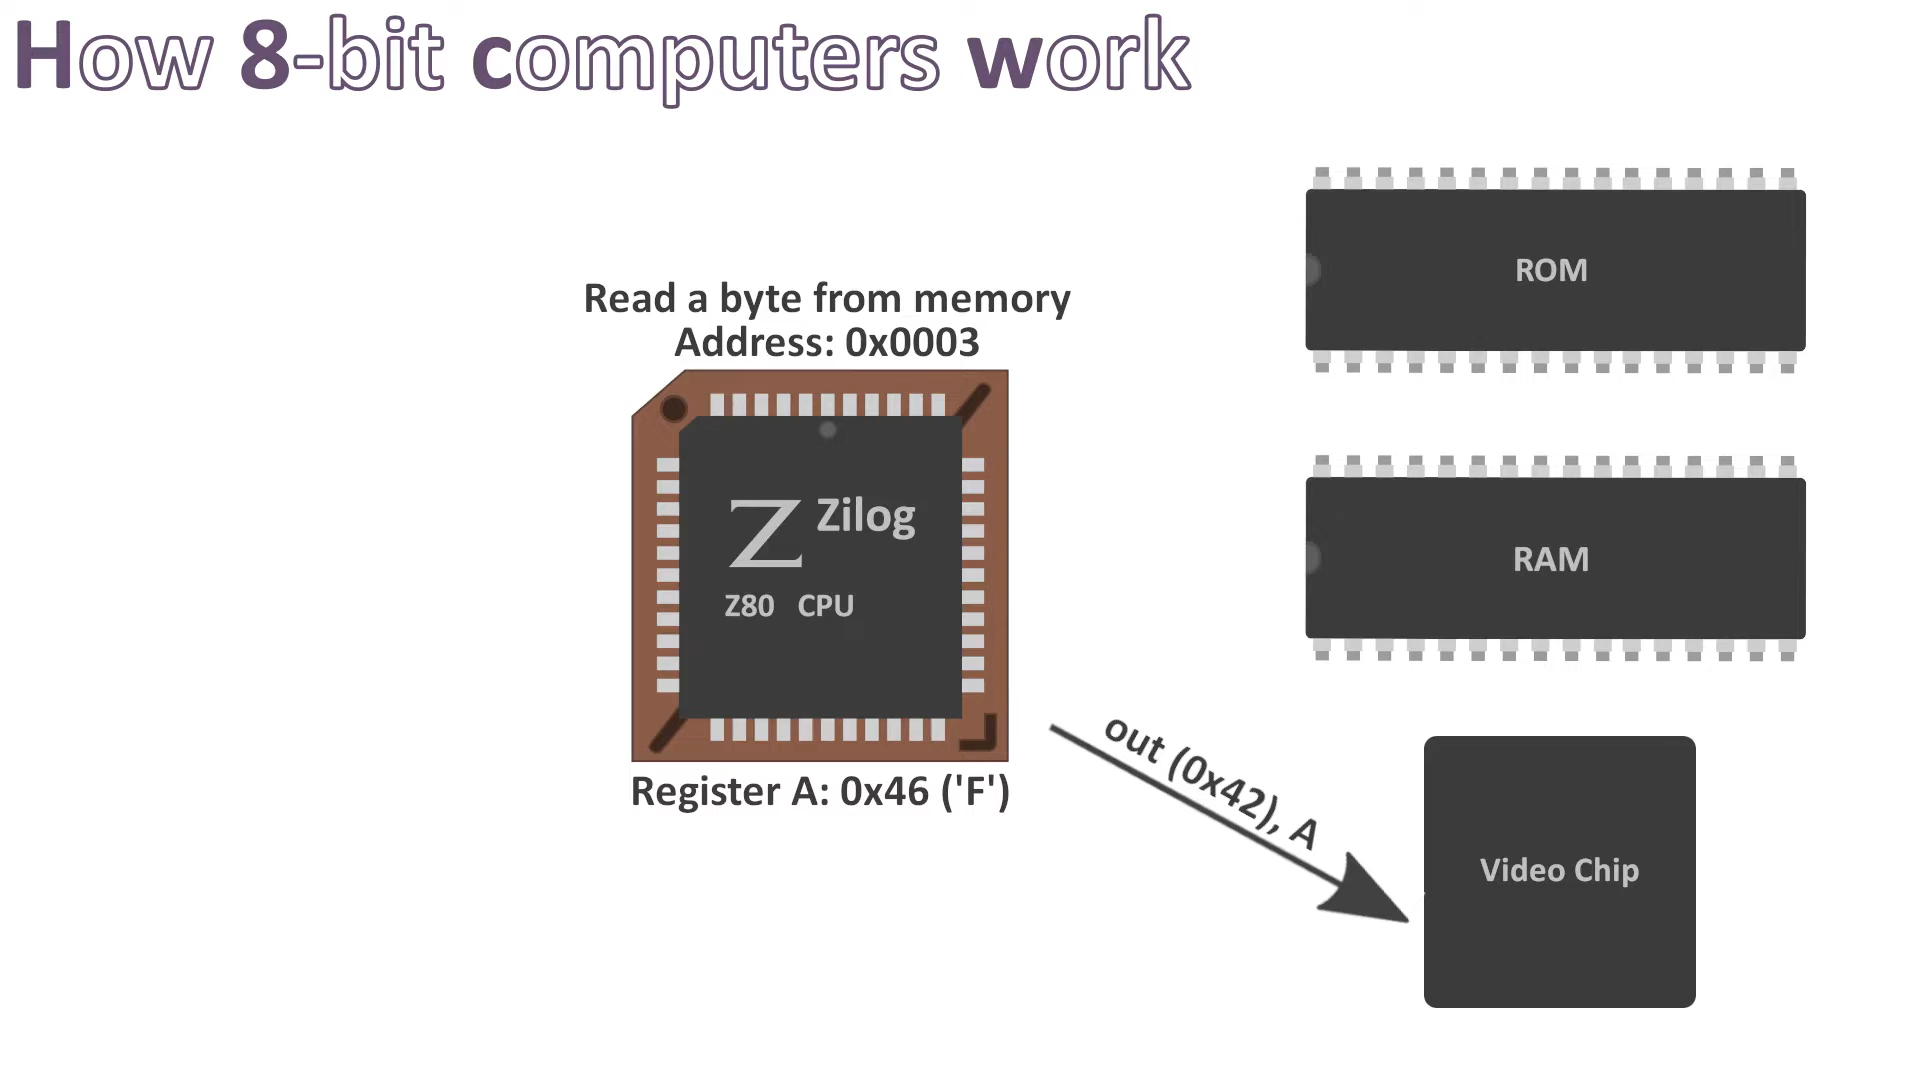 How 8-bit computers work
Read a byte from memory
Address: 0x0003
Z Zilog
Z80 CPU
Register A: 0x46 ('F')
out (0x42), A
ROM
RAM
Video Chip